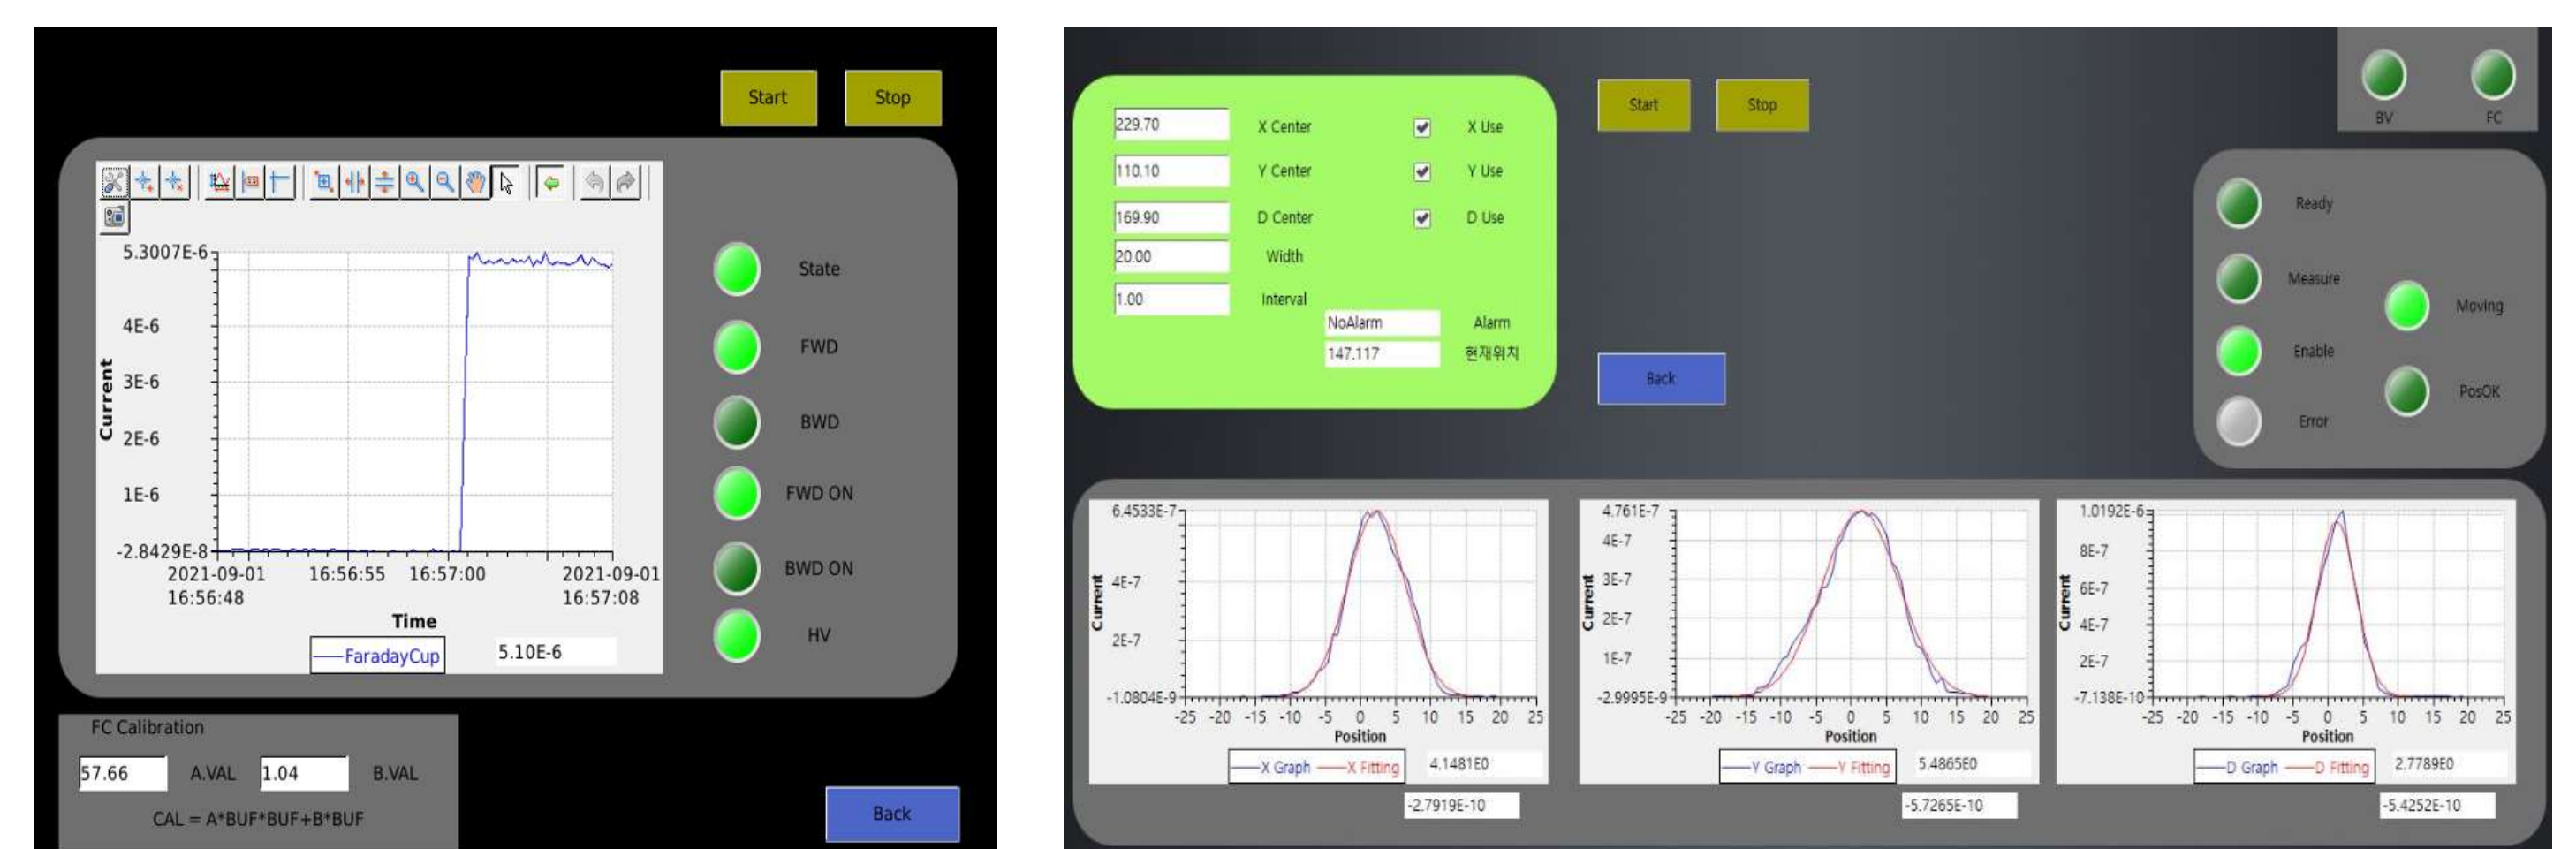 Start Stop
5.3007E-6
4E-6
3E-6
2E-6
1E-6
-2.8429E-8
Current
2021-09-01 16:56:55 16:57:00 2021-09-01
16:56:48 16:57:08
Time
FaradayCup 5.10E-6
State
FWD
BWD
FWD ON
BWD ON
HV
FC Calibration
57.66 A.VAL 1.04 B.VAL
CAL = A*BUF*BUF+B*BUF
Back
229.70 X Center X Use
110.10 Y Center Y Use
169.90 D Center D Use
20.00 Width
1.00 Interval
NoAlarm Alarm
147.117 현재위치
Start Stop
Back
BV FC
Ready
Measure
Enable
Error
Moving
PosOK
6.4533E-7
4E-7
2E-7
-1.0804E-9
Current
-25 -20 -15 -10 -5 0 5 10 15 20 25
Position
X Graph X Fitting 4.1481E0
-2.7919E-10
4.761E-7
4E-7
3E-7
2E-7
1E-7
-2.9995E-9
Current
-25 -20 -15 -10 -5 0 5 10 15 20 25
Position
Y Graph Y Fitting 5.4865E0
-5.7265E-10
1.0192E-6
8E-7
6E-7
4E-7
2E-7
-7.138E-10
Current
-25 -20 -15 -10 -5 0 5 10 15 20 25
Position
D Graph D Fitting 2.7789E0
-5.4252E-10